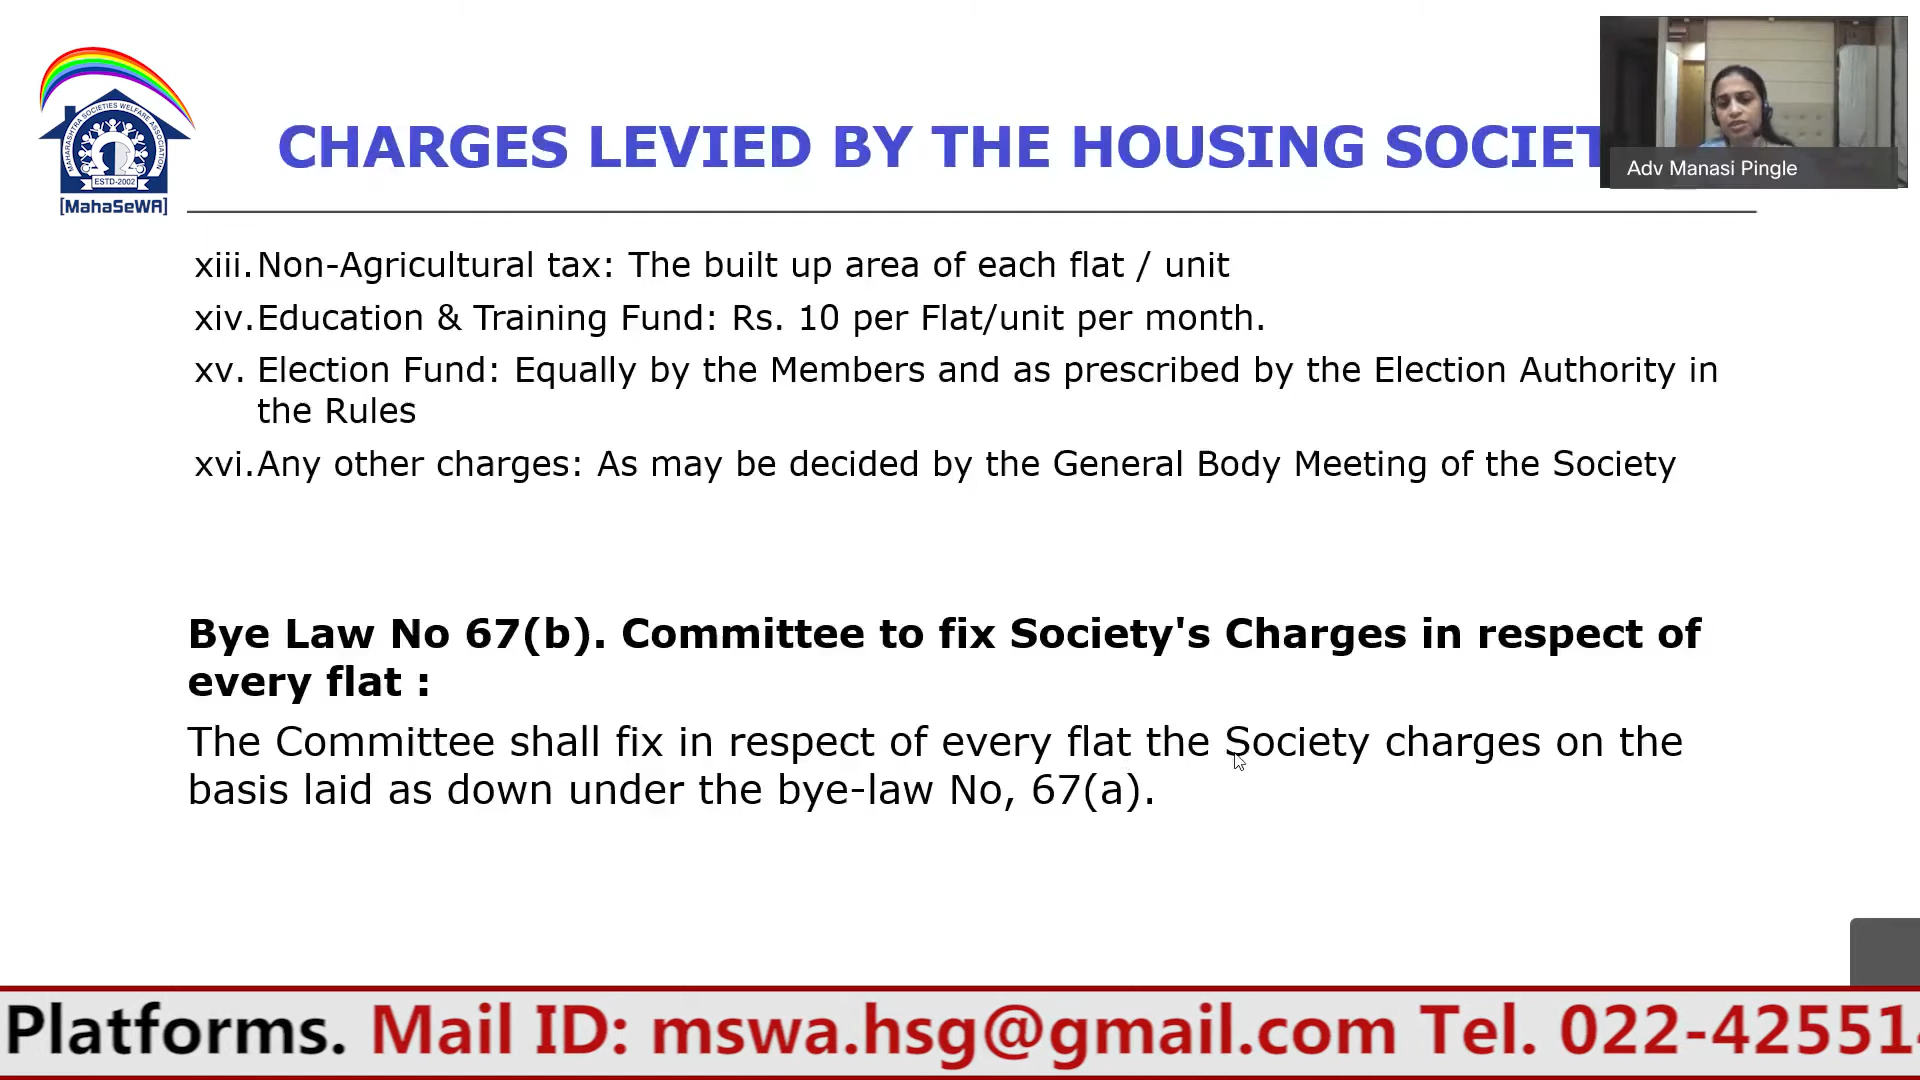 MAHARASHTRA SOCIETIES WELFARE ASSOCIATION
ESTD-2002
[MahaSeWA]
CHARGES LEVIED BY THE HOUSING SOCIET
Adv Manasi Pingle
xiii. Non-Agricultural tax: The built up area of each flat / unit
xiv. Education & Training Fund: Rs. 10 per Flat/unit per month.
xv. Election Fund: Equally by the Members and as prescribed by the Election Authority in
the Rules
xvi. Any other charges: As may be decided by the General Body Meeting of the Society
Bye Law No 67(b). Committee to fix Society's Charges in respect of
every flat :
The Committee shall fix in respect of every flat the Society charges on the
basis laid as down under the bye-law No, 67(a).
Platforms. Mail ID: mswa.hsg@gmail.com Tel. 022-42551